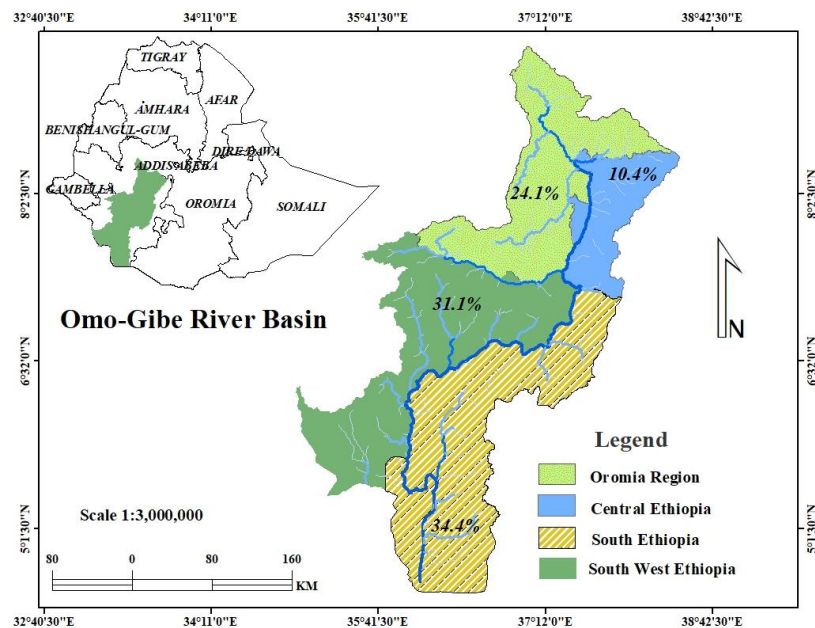 32°40'30"E 34°11'0"E 35°41'30"E 37°12'0"E 38°42'30"E
TIGRAY
AFAR
AMHARA
BENISHANGUL-GUM
DIREDAWA
ADDISABEBA
GAMBELLA
OROMIA
SOMALI
10.4%
24.1%
8°2'30"N 8°2'30"N
31.1%
Omo-Gibe River Basin
N
6°32'0"N 6°32'0"N
Legend
Oromia Region
Central Ethiopia
South Ethiopia
South West Ethiopia
34.4%
Scale 1:3,000,000
5°1'30"N 5°1'30"N
80 0 80 160
KM
32°40'30"E 34°11'0"E 35°41'30"E 37°12'0"E 38°42'30"E